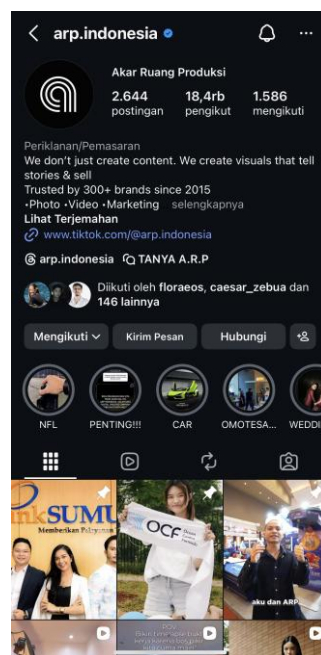 arp.indonesia
Akar Ruang Produksi
2.644 18,4rb 1.586
postingan pengikut mengikuti
Periklanan/Pemasaran
We don't just create content. We create visuals that tell
stories & sell
Trusted by 300+ brands since 2015
•Photo •Video •Marketing selengkapnya
Lihat Terjemahan
www.tiktok.com/@arp.indonesia
arp.indonesia TANYA A.R.P
Diikuti oleh floraeos, caesar_zebua dan
146 lainnya
Mengikuti Kirim Pesan Hubungi
NFL PENTING!!! CAR OMOTESA... WEDDI
nkSUMU
Memberikan Pelayanan
OCF
aku dan ARP